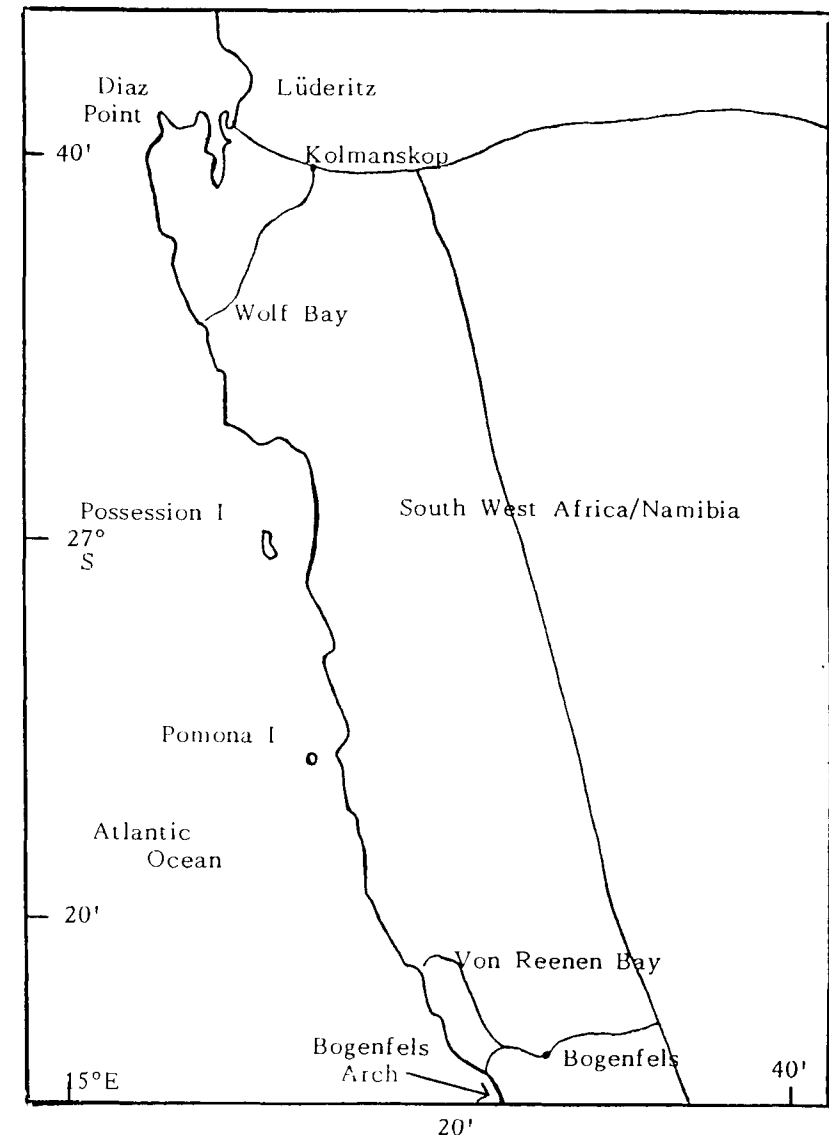 Diaz
Point
Lüderitz
40'
Kolmanskop
Wolf Bay
Possession I
South West Africa/Namibia
27°
S
Pomona I
Atlantic
Ocean
20'
Von Reenen Bay
Bogenfels
Arch
Bogenfels
15°E
40'
20'